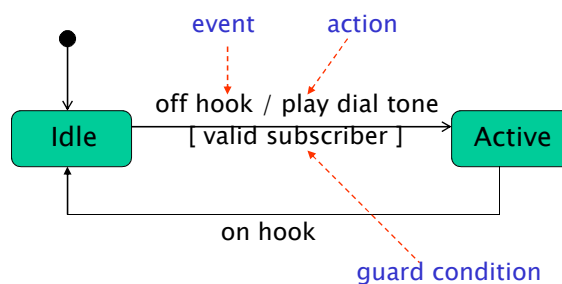 event
action
off hook / play dial tone
Idle
[ valid subscriber ]
Active
on hook
guard condition